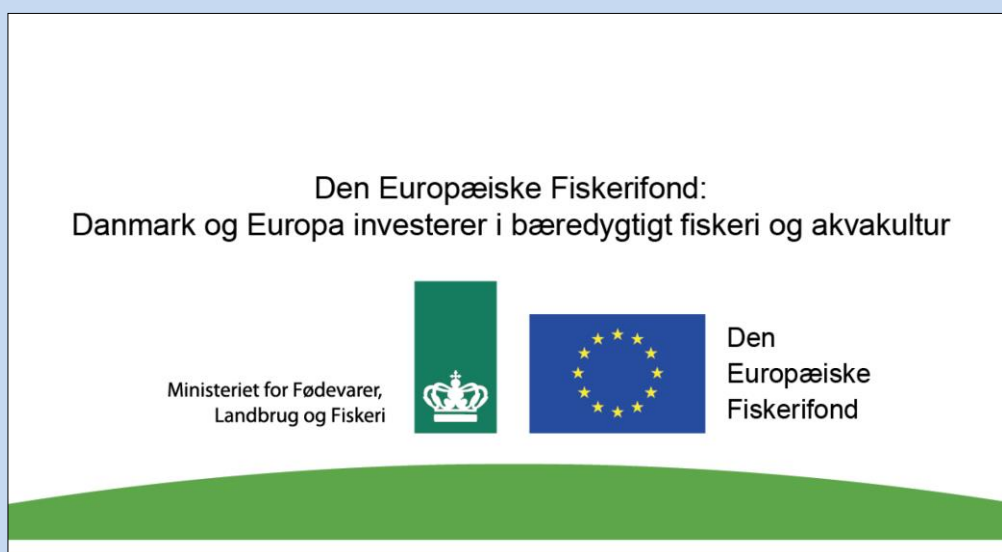 Den Europæiske Fiskerifond:
Danmark og Europa investerer i bæredygtigt fiskeri og akvakultur
Ministeriet for Fødevarer,
Landbrug og Fiskeri
Den
Europæiske
Fiskerifond